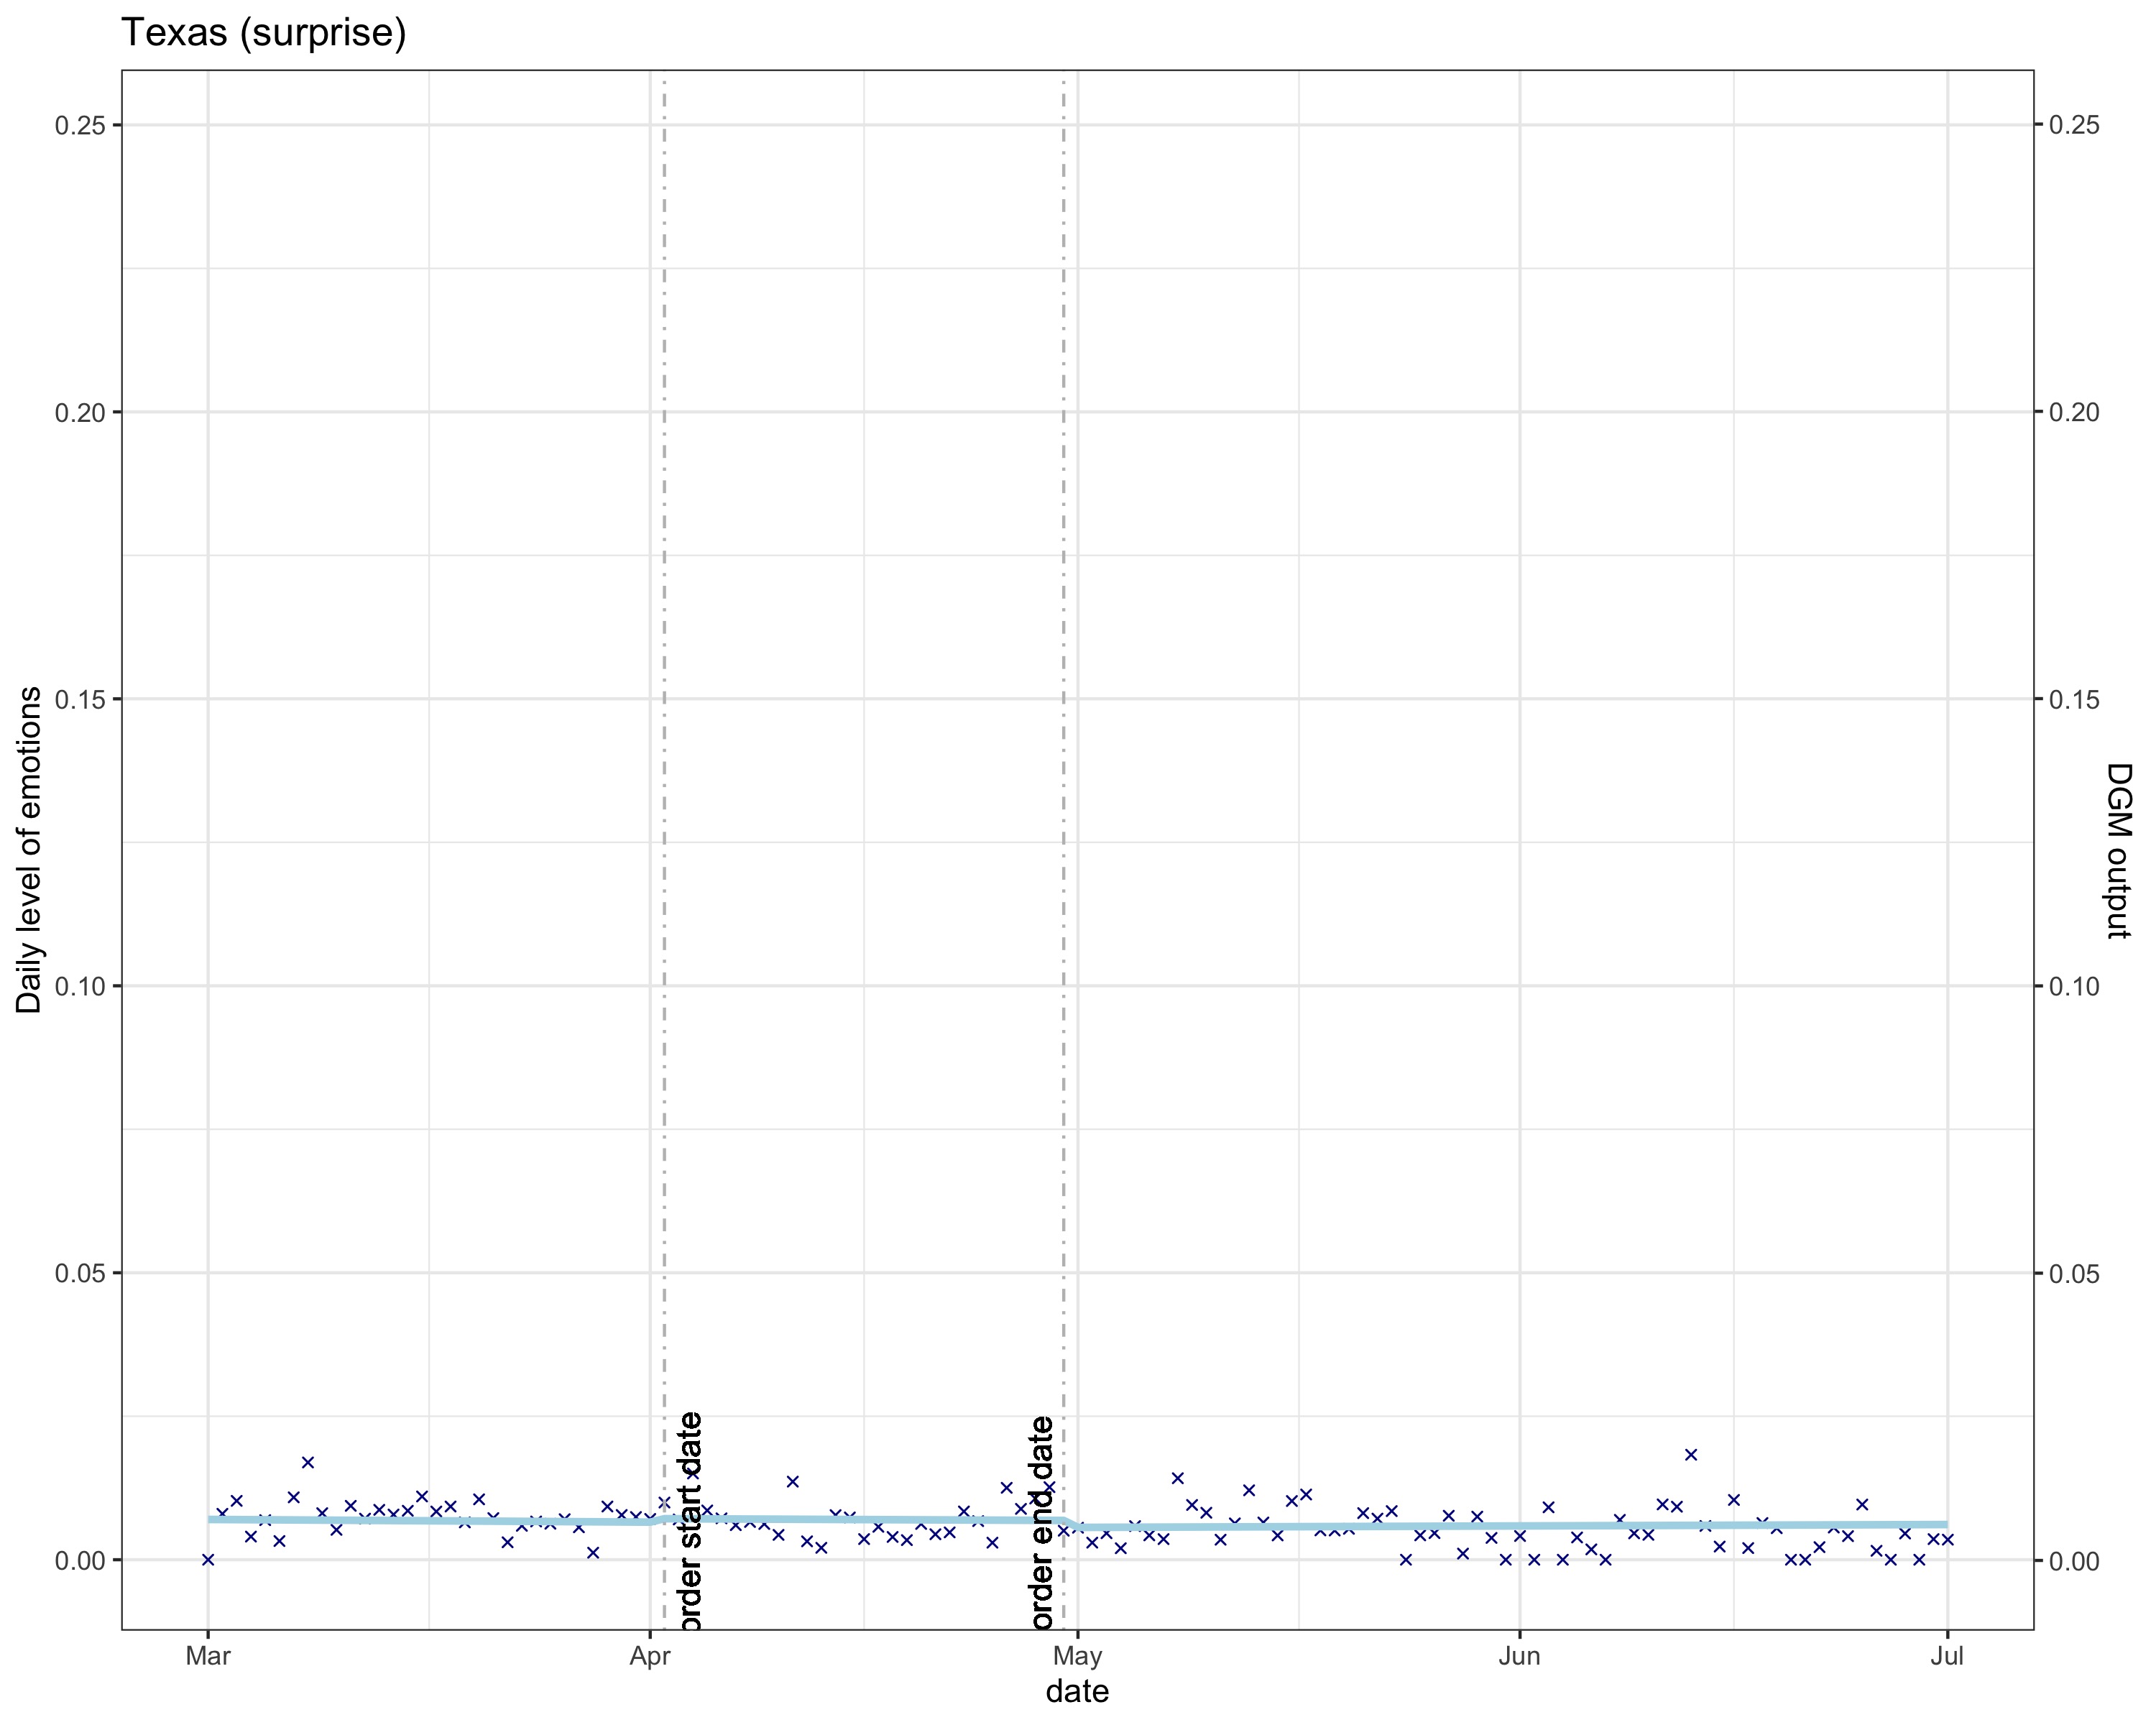 Texas (surprise)
Daily level of emotions
0.25
0.20
0.15
0.10
0.05
0.00
order start date
order end date
0.25
0.20
0.15
0.10
0.05
0.00
DGM output
Mar Apr May Jun Jul
date